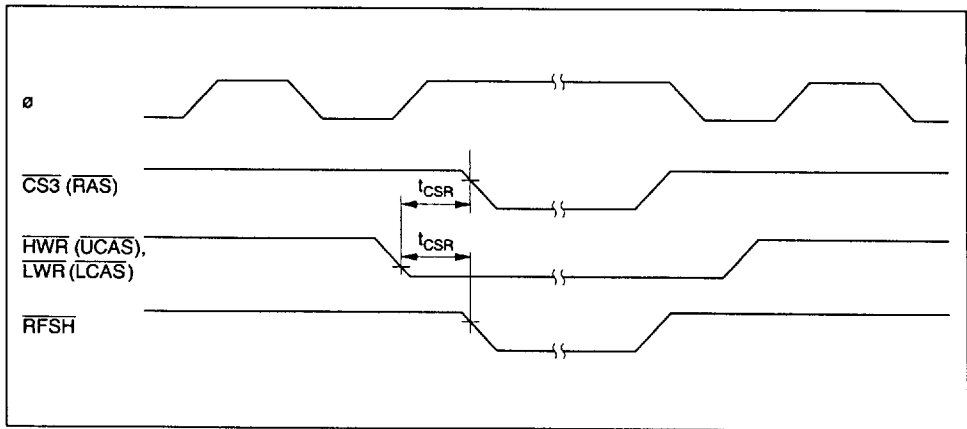 ø
CS3 (RAS)
tCSR
HWR (UCAS),
LWR (LCAS)
tCSR
RFSH